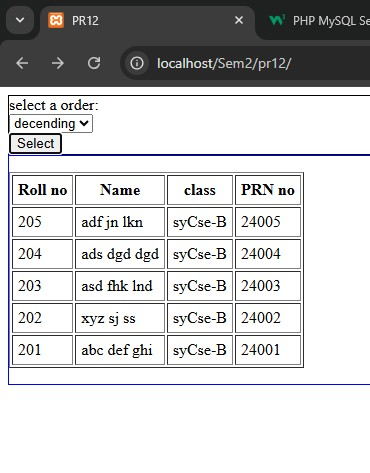 PR12
PHP MySQL Se
localhost/Sem2/pr12/
select a order:
decending
Select
Roll no Name class PRN no
205 adf jn lkn syCse-B 24005
204 ads dgd dgd syCse-B 24004
203 asd fhk lnd syCse-B 24003
202 xyz sj ss syCse-B 24002
201 abc def ghi syCse-B 24001